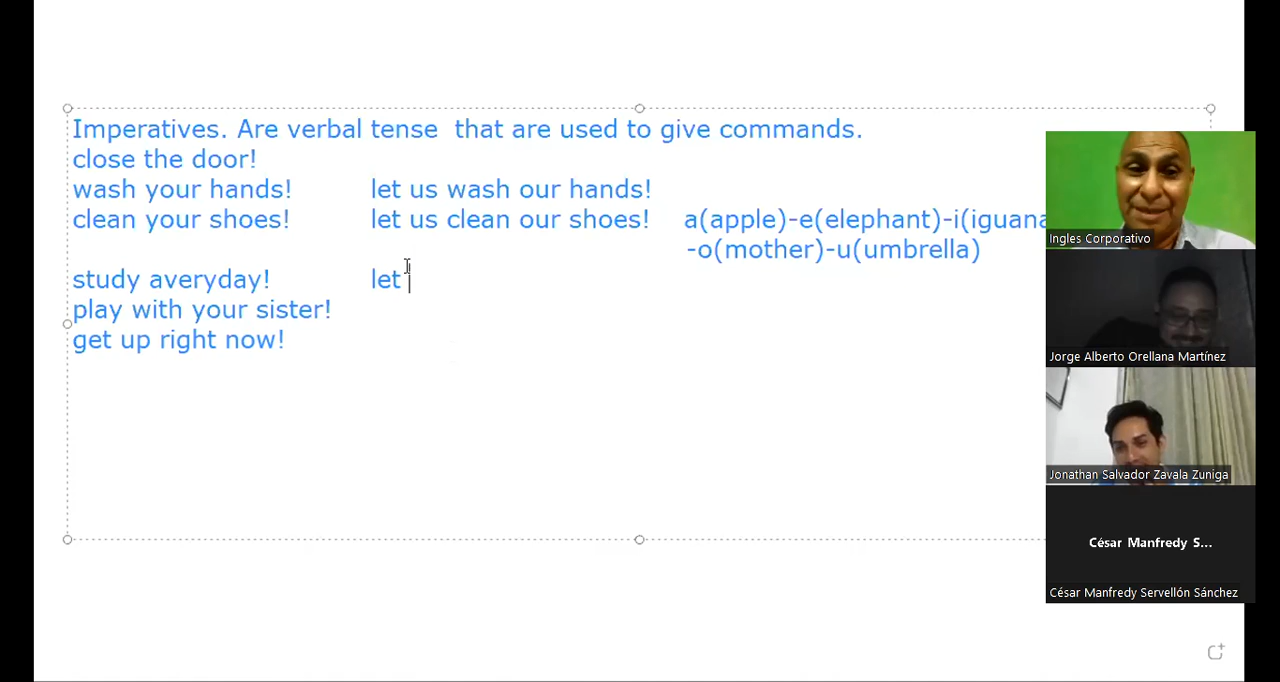 Imperatives. Are verbal tense  that are used to give commands.
close the door!
wash your hands! let us wash our hands!
clean your shoes! let us clean our shoes! a(apple)-e(elephant)-i(iguana
-o(mother)-u(umbrella)
study averyday! let
play with your sister!
get up right now!
Ingles Corporativo
Jorge Alberto Orellana Martínez
Jonathan Salvador Zavala Zuniga
César Manfredy S...
César Manfredy Servellón Sánchez